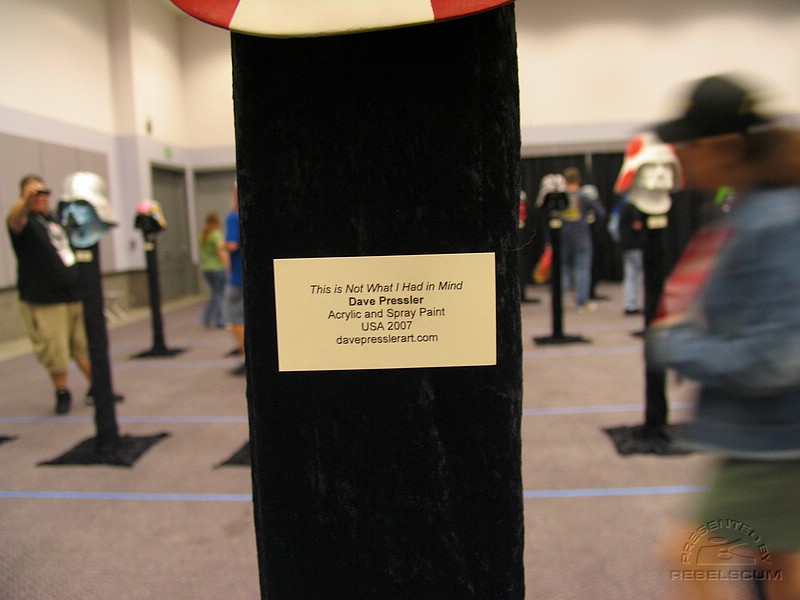 This is Not What I Had in Mind
Dave Pressler
Acrylic and Spray Paint
USA 2007
davepresslerart.com
PRESENTED BY
REBELSCUM